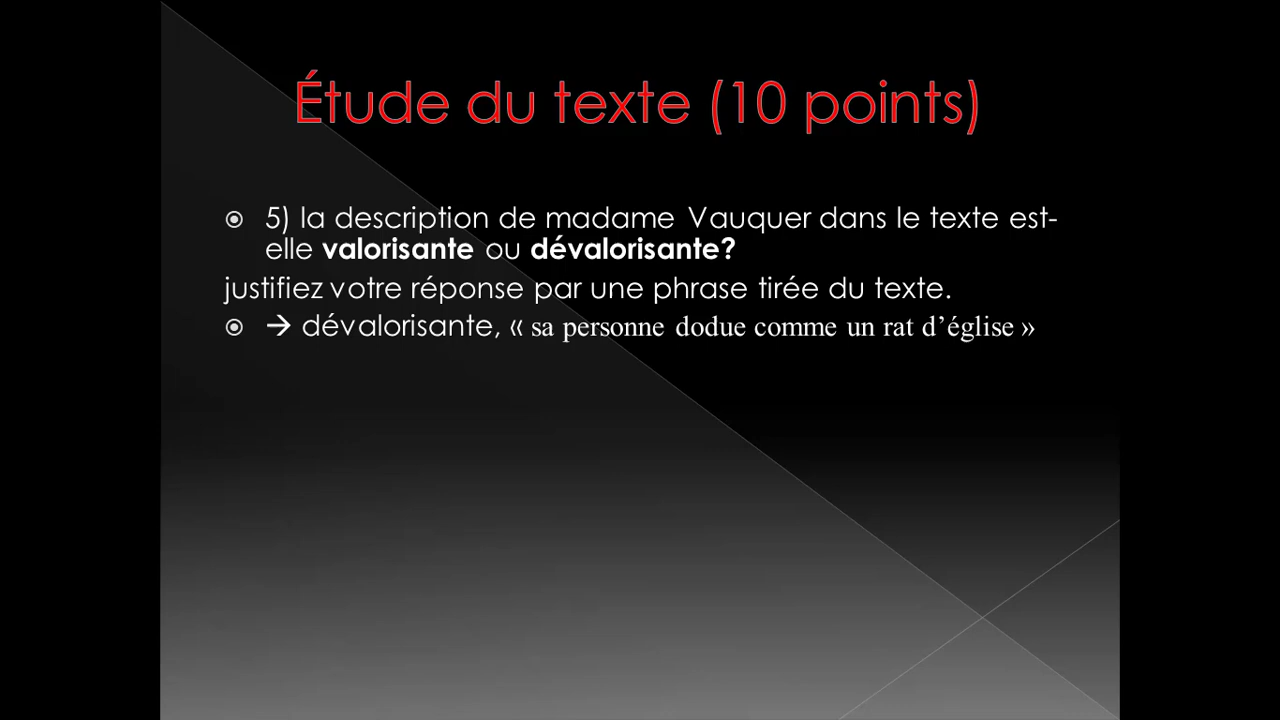 Étude du texte (10 points)
5) la description de madame Vauquer dans le texte est-
elle valorisante ou dévalorisante?
justifiez votre réponse par une phrase tirée du texte.
→ dévalorisante, « sa personne dodue comme un rat d’église »